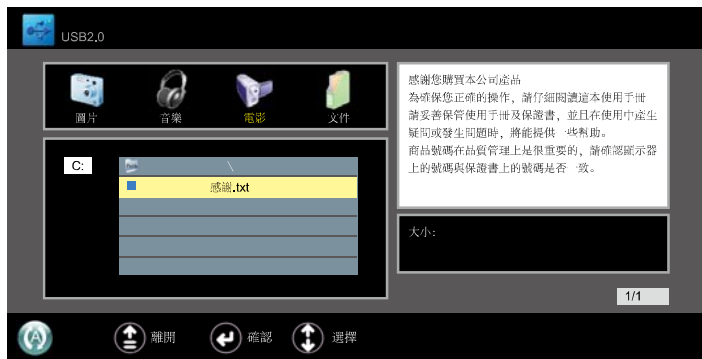 USB2.0
圖片 音樂 電影 文件
感謝您購買本公司産品
為確保您正確的操作，請仔細閱讀這本使用手冊
請妥善保管使用手冊及保證書，並且在使用中産生
疑問或發生問題時，將能提供一些幫助。
商品號碼在品質管理上是很重要的，請確認顯示器
上的號碼與保證書上的號碼是否一致。
C:
\
感謝.txt
大小:
1/1
離開 確認 選擇